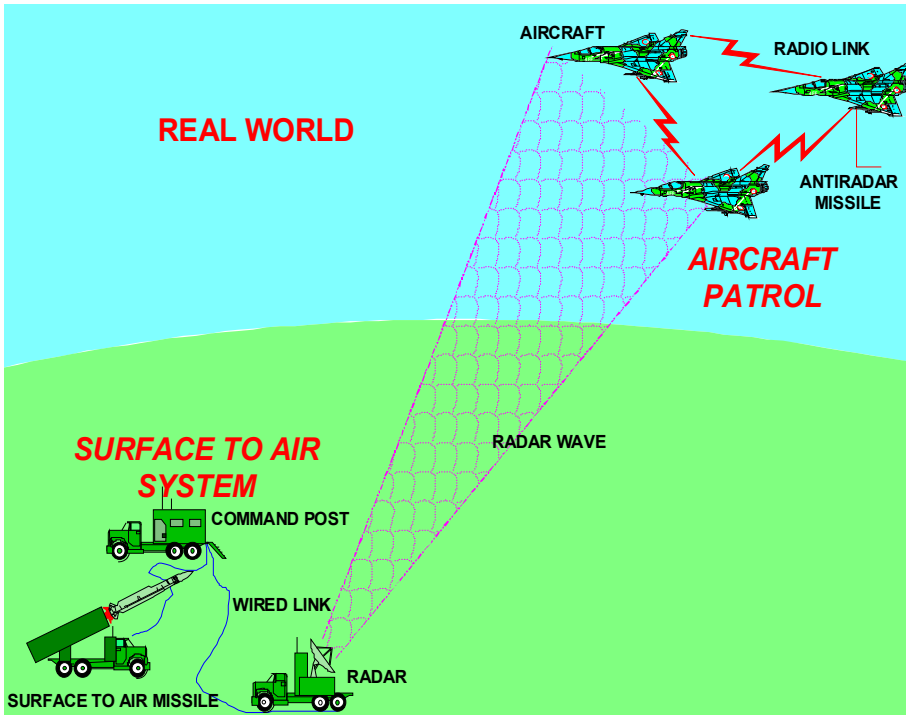 AIRCRAFT
RADIO LINK
REAL WORLD
ANTIRADAR
MISSILE
AIRCRAFT
PATROL
RADAR WAVE
SURFACE TO AIR
SYSTEM
COMMAND POST
WIRED LINK
RADAR
SURFACE TO AIR MISSILE